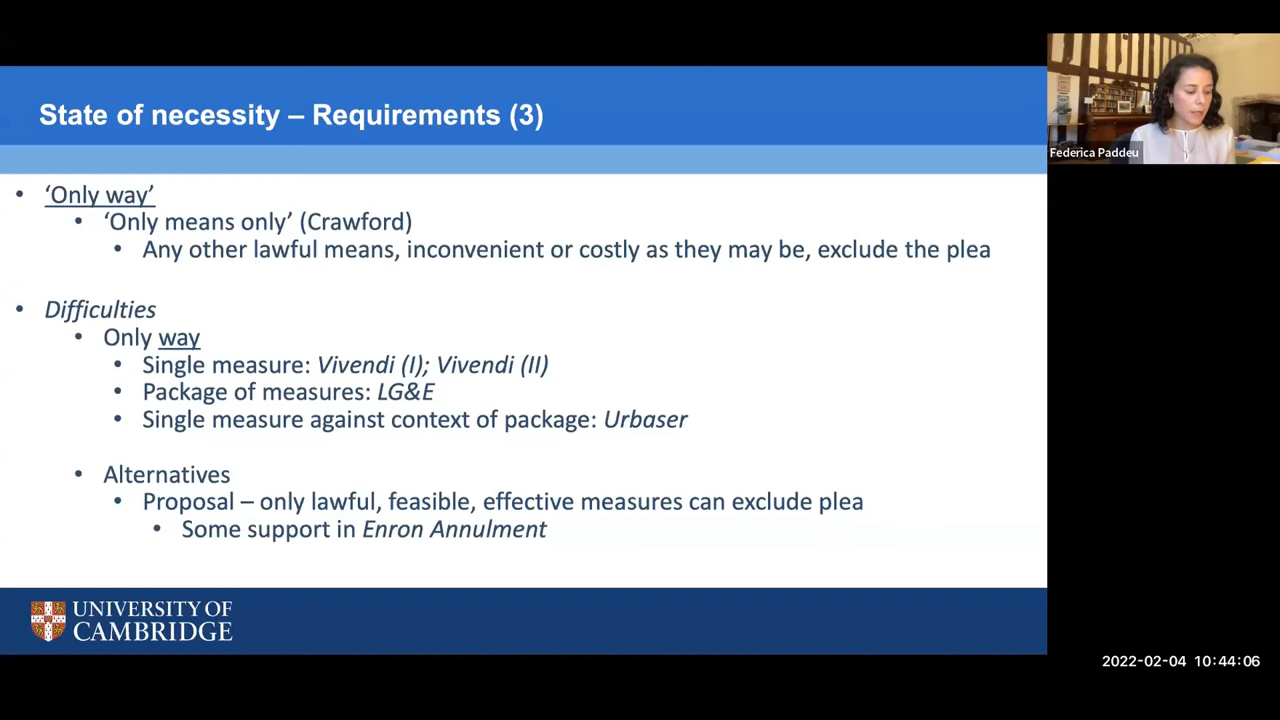 State of necessity – Requirements (3)
Federica Paddeu
• ‘Only way’
• ‘Only means only’ (Crawford)
• Any other lawful means, inconvenient or costly as they may be, exclude the plea
• Difficulties
• Only way
• Single measure: Vivendi (I); Vivendi (II)
• Package of measures: LG&E
• Single measure against context of package: Urbaser
• Alternatives
• Proposal – only lawful, feasible, effective measures can exclude plea
• Some support in Enron Annulment
UNIVERSITY OF
CAMBRIDGE
2022-02-04 10:44:06